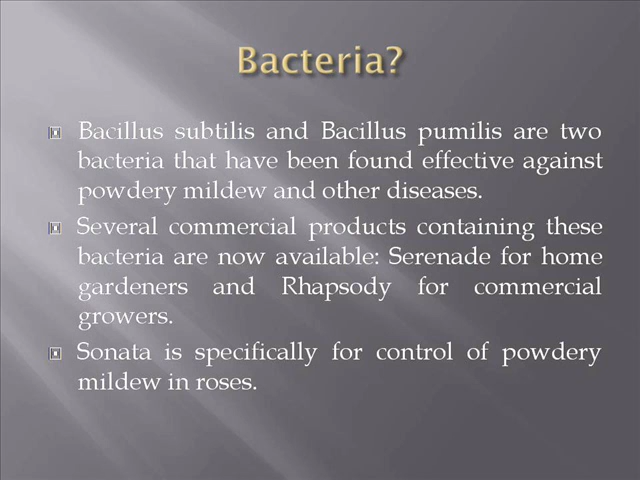 Bacteria?
Bacillus subtilis and Bacillus pumilis are two
bacteria that have been found effective against
powdery mildew and other diseases.
Several commercial products containing these
bacteria are now available: Serenade for home
gardeners and Rhapsody for commercial
growers.
Sonata is specifically for control of powdery
mildew in roses.